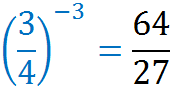 (3/4)⁻³ = 64/27